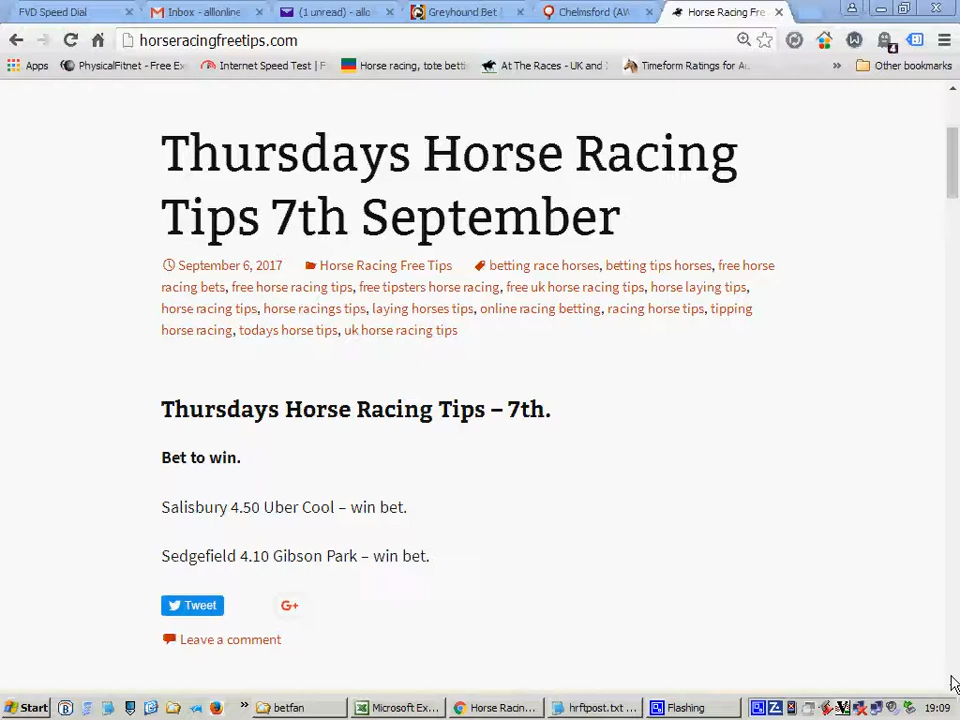 FVD Speed Dial
Inbox - allonline
(1 unread) - allo
Greyhound Bet
Chelmsford (AW
Horse Racing Fre
horseracingfreetips.com
Apps
PhysicalFitnet - Free Ex
Internet Speed Test | F
Horse racing, tote betti
At The Races - UK and
Timeform Ratings for Au
»
Other bookmarks
4
Thursdays Horse Racing
Tips 7th September
September 6, 2017 Horse Racing Free Tips betting race horses, betting tips horses, free horse
racing bets, free horse racing tips, free tipsters horse racing, free uk horse racing tips, horse laying tips,
horse racing tips, horse racings tips, laying horses tips, online racing betting, racing horse tips, tipping
horse racing, todays horse tips, uk horse racing tips
Thursdays Horse Racing Tips – 7th.
Bet to win.
Salisbury 4.50 Uber Cool – win bet.
Sedgefield 4.10 Gibson Park – win bet.
Tweet
G+
Leave a comment
Start
»
betfan
Microsoft Ex...
Horse Racin...
hrftpost.txt ...
Flashing
19:09